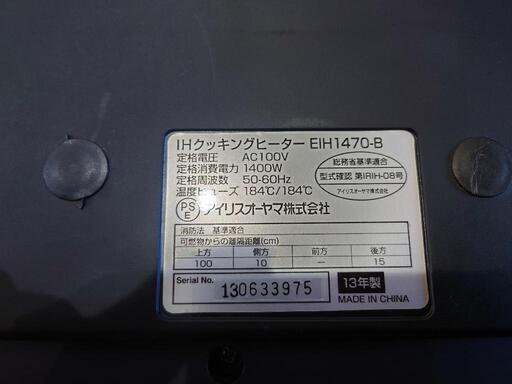 IHクッキングヒーター EIH1470-B
定格電圧 AC100V
定格消費電力 1400W
定格周波数 50-60Hz
温度ヒューズ 184℃/184℃
総務省基準適合
型式確認 第IRIH-08号
アイリスオーヤマ株式会社
PSE アイリスオーヤマ株式会社
消防法 基準適合
可燃物からの離隔距離(cm)
上方 側方 前方 後方
100 10 — 15
Serial No. 130633975
13年製
MADE IN CHINA